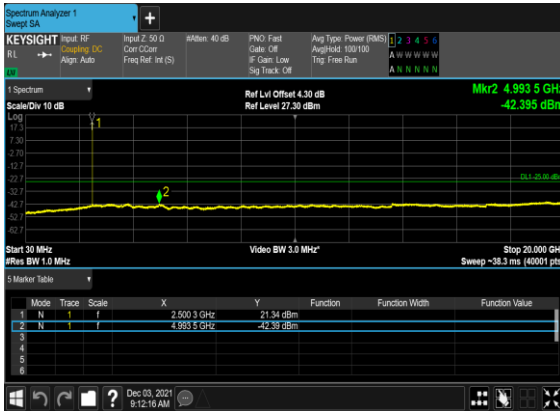 Spectrum Analyzer 1
Swept SA
+
KEYSIGHT Input: RF Input Z: 50 Ω #Atten: 40 dB PNO: Fast Avg Type: Power (RMS) 1 2 3 4 5 6
RL Coupling: DC Corr CCorr Gate: Off Avg|Hold: 100/100 A W W W W W
Align: Auto Freq Ref: Int (S) IF Gain: Low Trig: Free Run
Sig Track: Off A N N N N N
1 Spectrum Ref Lvl Offset 4.30 dB Mkr2 4.993 5 GHz
Scale/Div 10 dB Ref Level 27.30 dBm -42.395 dBm
Log
17.3
7.30
-2.70
-12.7
-22.7
-32.7
-42.7
-52.7
-62.7
1
2
DL1 -25.00 dBm
Start 30 MHz Video BW 3.0 MHz* Stop 20.000 GHz
#Res BW 1.0 MHz Sweep ~38.3 ms (40001 pts)
5 Marker Table
Mode Trace Scale X Y Function Function Width Function Value
1 N 1 f 2.500 3 GHz 21.34 dBm
2 N 1 f 4.993 5 GHz -42.39 dBm
3
4
5
6
? Dec 03, 2021
9:12:16 AM